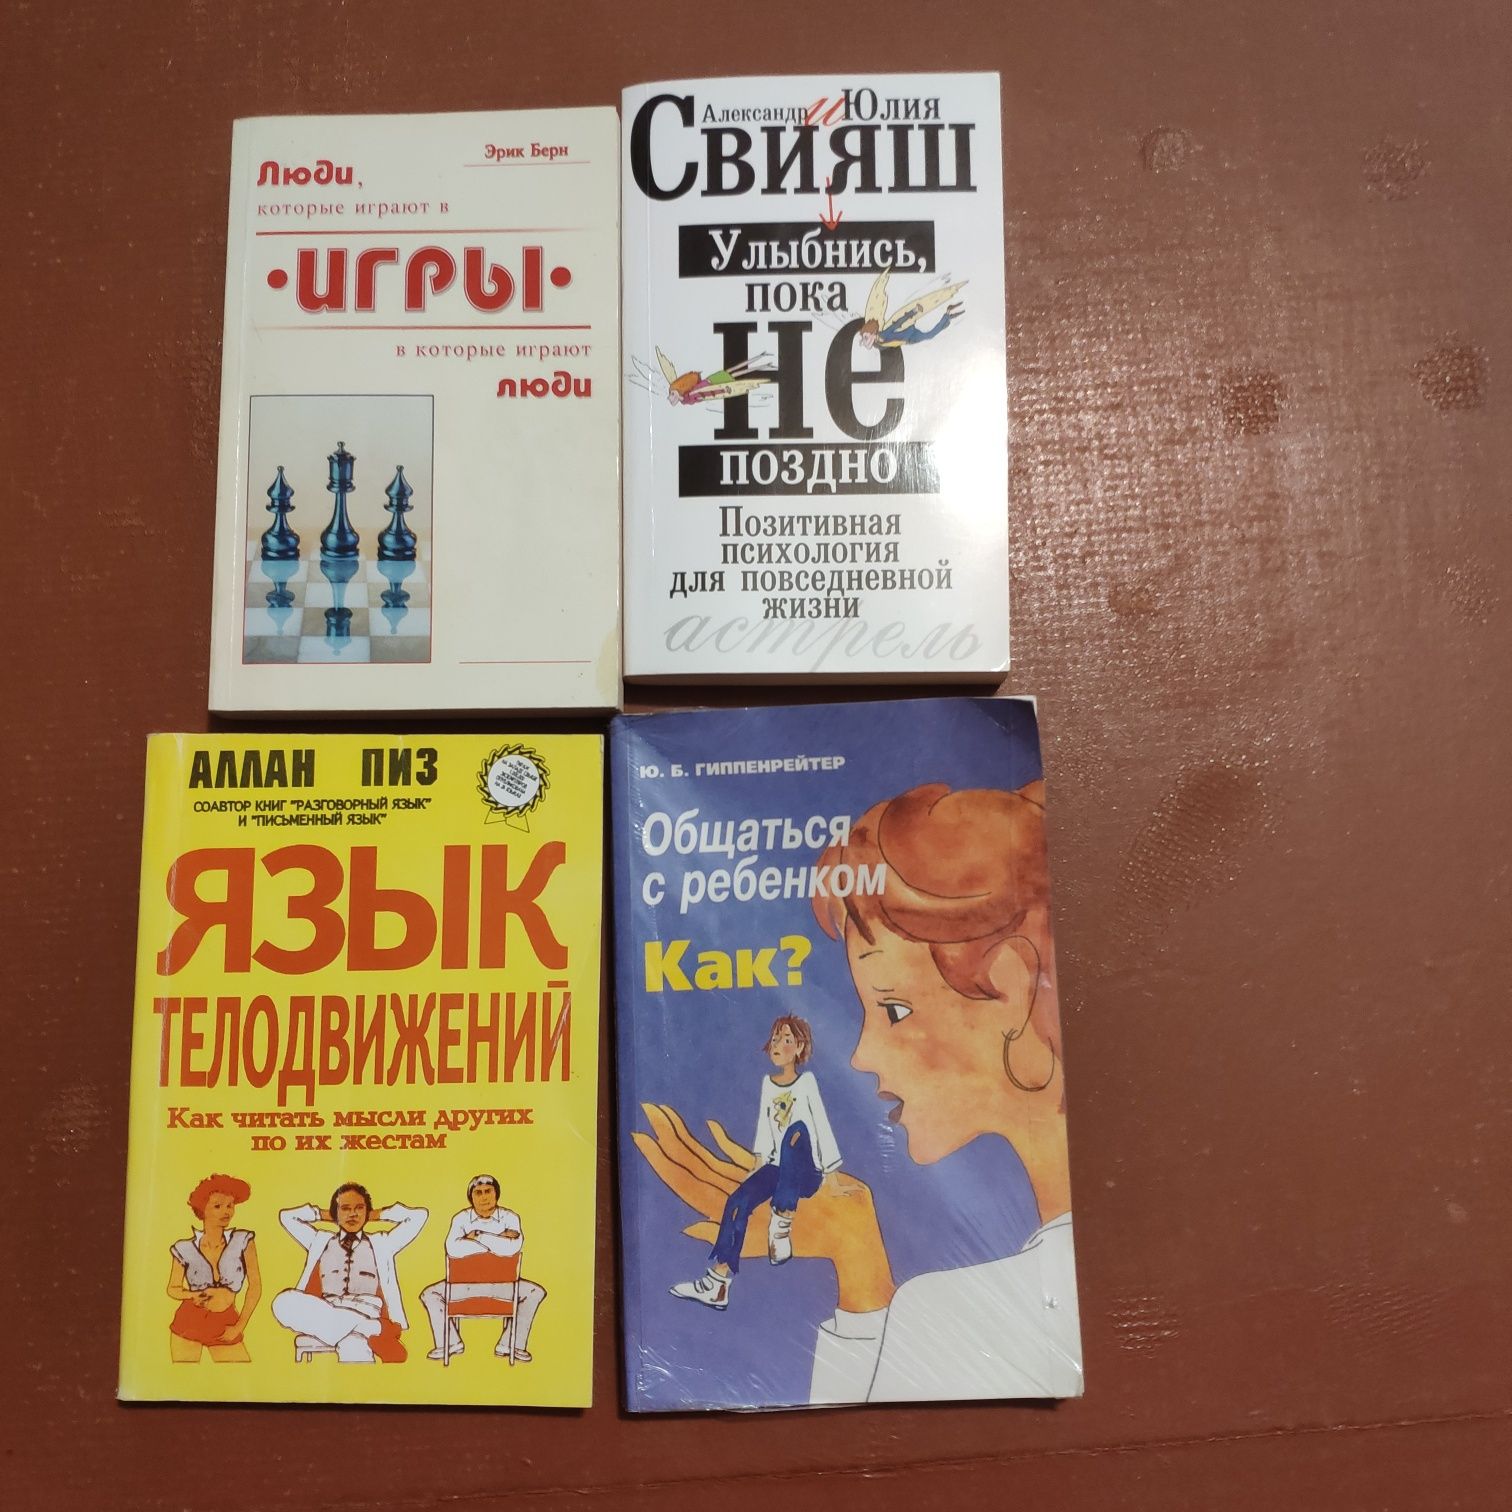 Эрик Берн
Люди,
которые играют в
•ИГРЫ•
в которые играют
люди
Александр и Юлия
Свияш
Улыбнись,
пока
не
поздно
Позитивная
психология
для повседневной
жизни
астрель
АЛЛАН ПИЗ
СОАВТОР КНИГ "РАЗГОВОРНЫЙ ЯЗЫК"
И "ПИСЬМЕННЫЙ ЯЗЫК"
ЯЗЫК
ТЕЛОДВИЖЕНИЙ
Как читать мысли других
по их жестам
Ю. Б. ГИППЕНРЕЙТЕР
Общаться
с ребенком
Как?